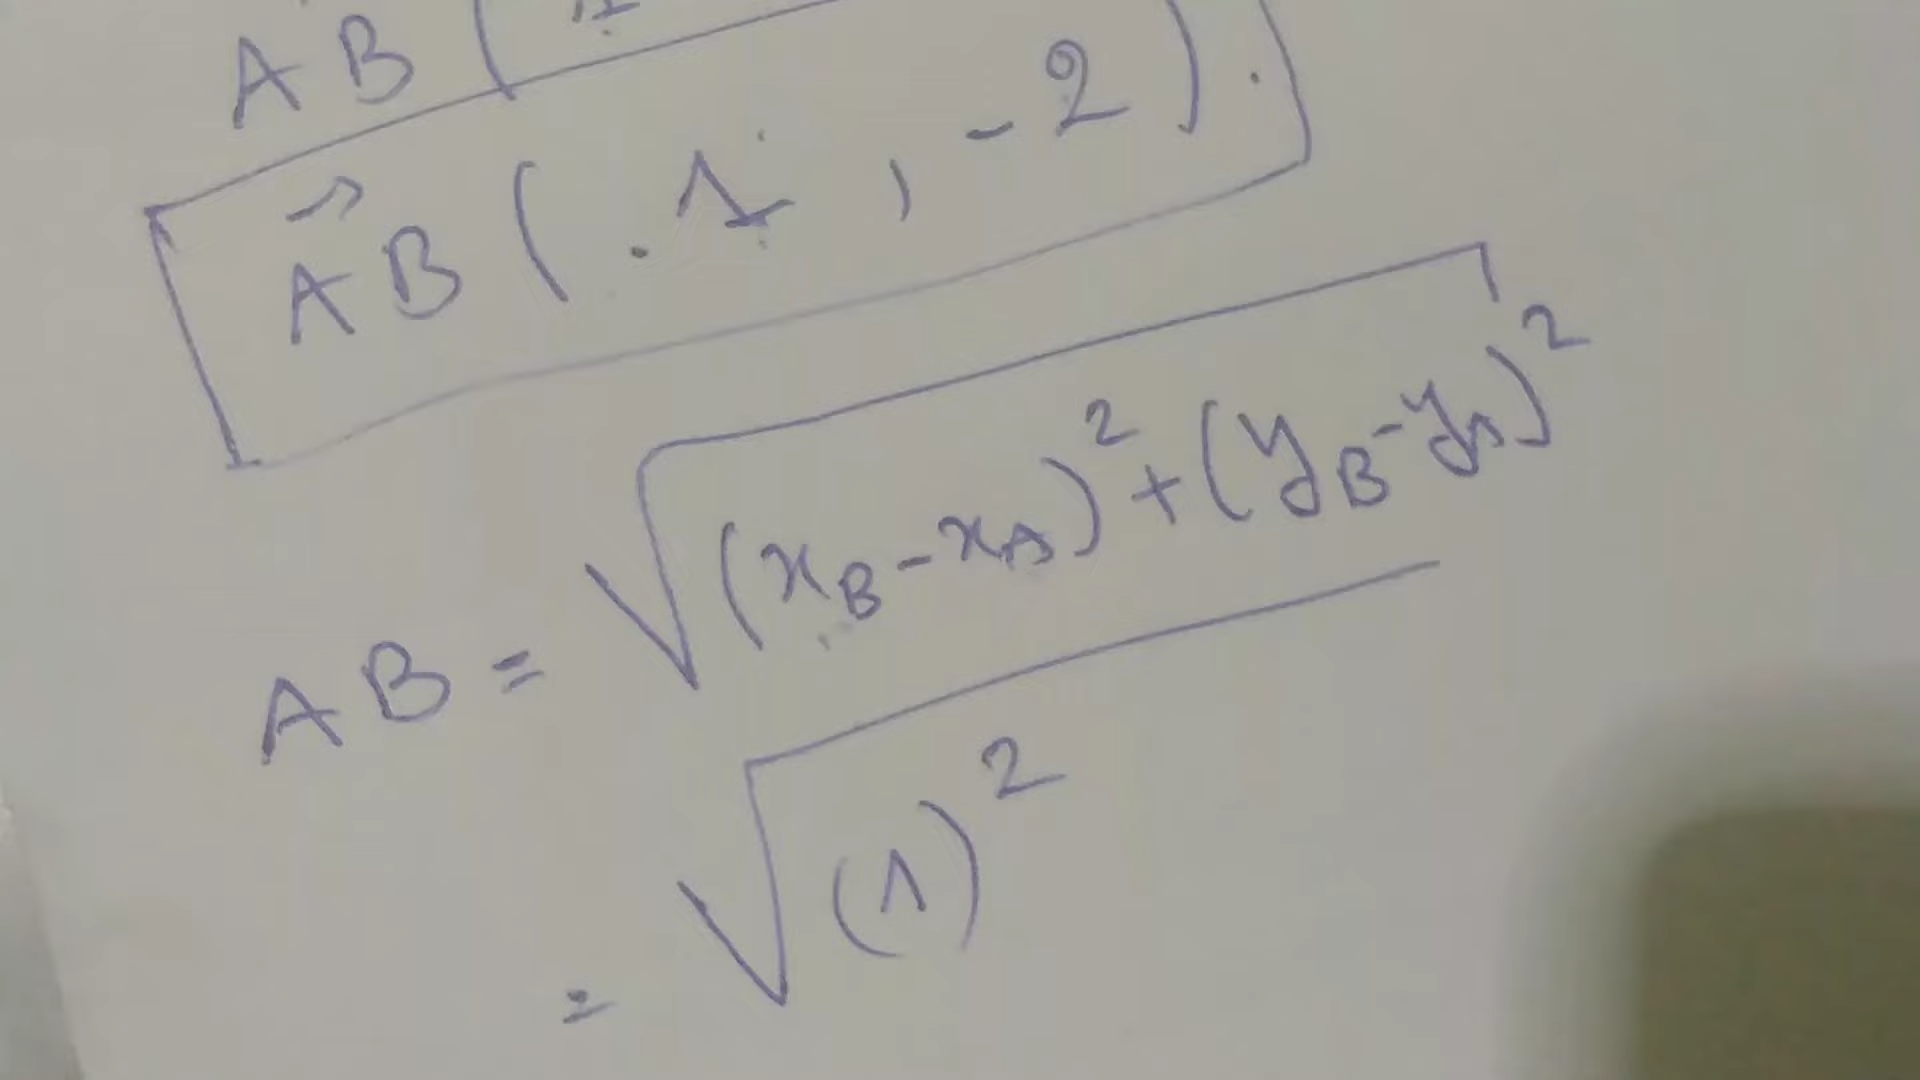 AB(
→
AB(1, -2).
AB = √((x_B - x_A)² + (y_B - y_A)²)
= √((1)²